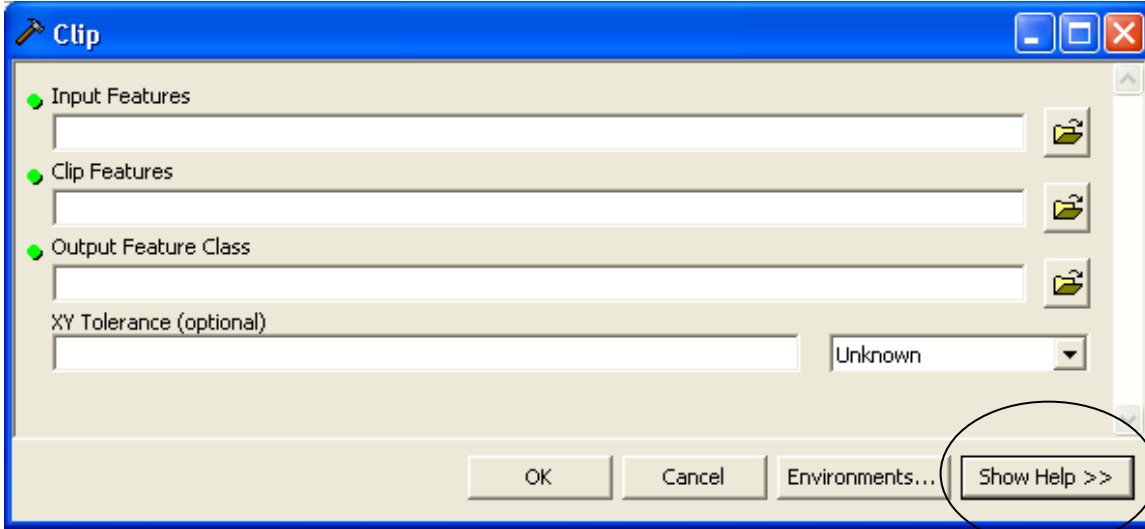 Clip
Input Features
Clip Features
Output Feature Class
XY Tolerance (optional)
Unknown
OK Cancel Environments... Show Help >>